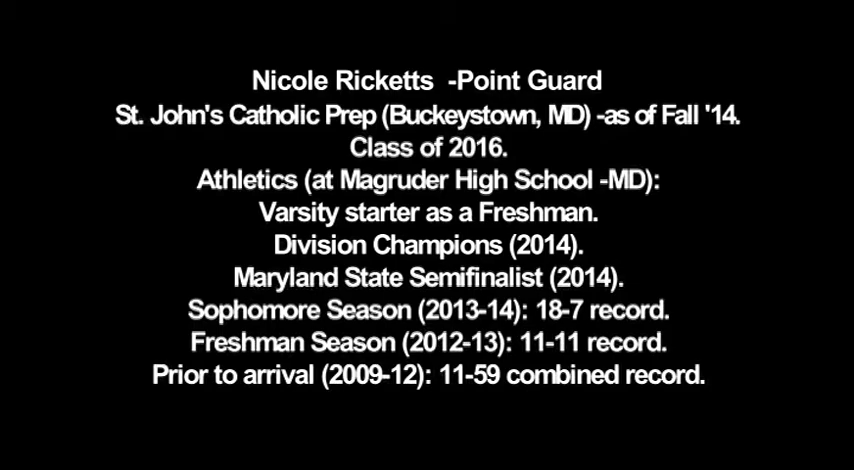 Nicole Ricketts -Point Guard
St. John's Catholic Prep (Buckeystown, MD) -as of Fall '14.
Class of 2016.
Athletics (at Magruder High School -MD):
Varsity starter as a Freshman.
Division Champions (2014).
Maryland State Semifinalist (2014).
Sophomore Season (2013-14): 18-7 record.
Freshman Season (2012-13): 11-11 record.
Prior to arrival (2009-12): 11-59 combined record.